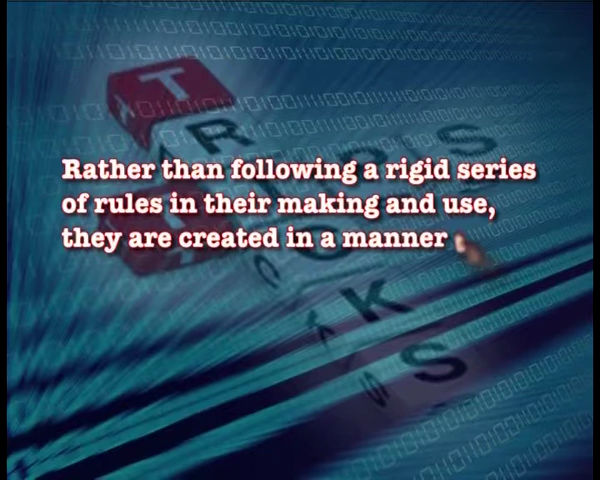 Rather than following a rigid series
of rules in their making and use,
they are created in a manner